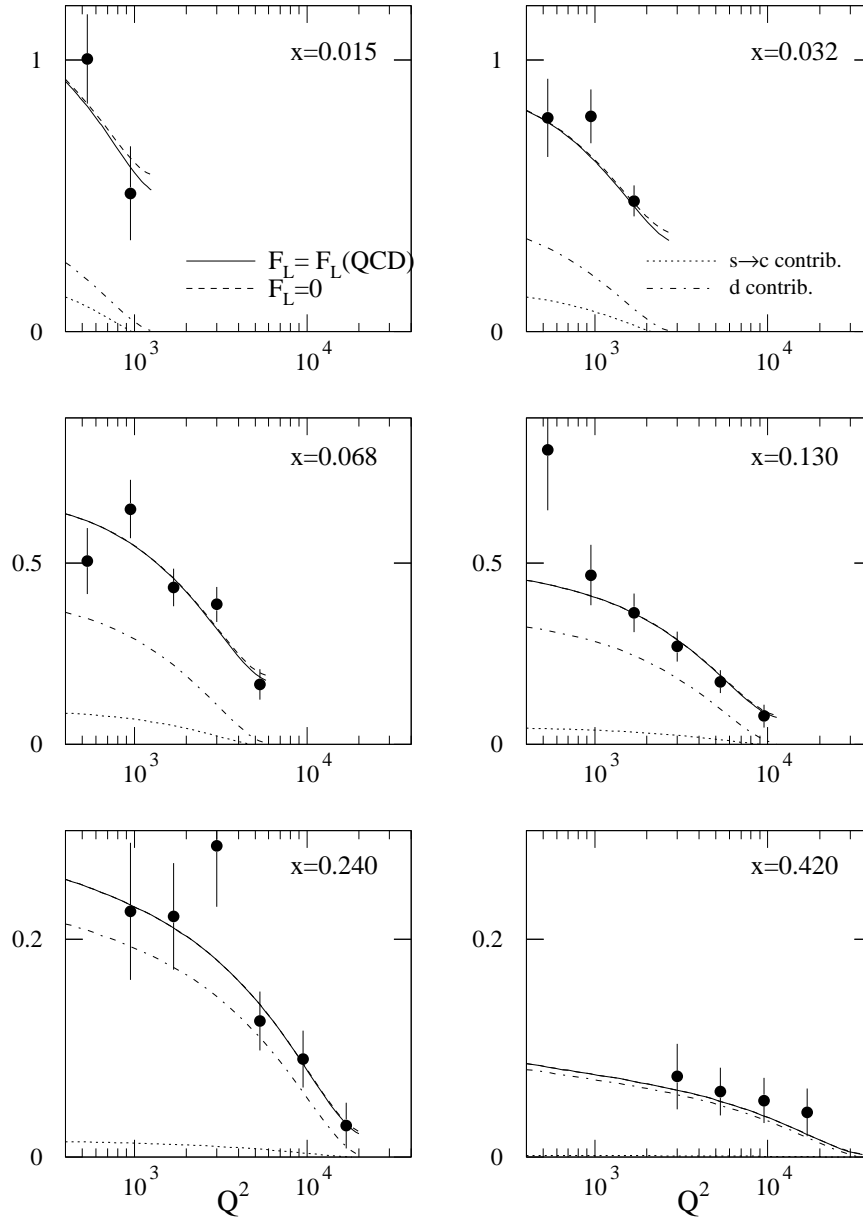 x=0.015
x=0.032
1
1
F_L= F_L(QCD)
F_L=0
s→c contrib.
d contrib.
0
0
10^3 10^4
10^3 10^4
x=0.068
x=0.130
0.5
0.5
0
0
10^3 10^4
10^3 10^4
x=0.240
x=0.420
0.2
0.2
0
0
10^3 10^4
10^3 10^4
Q^2
Q^2